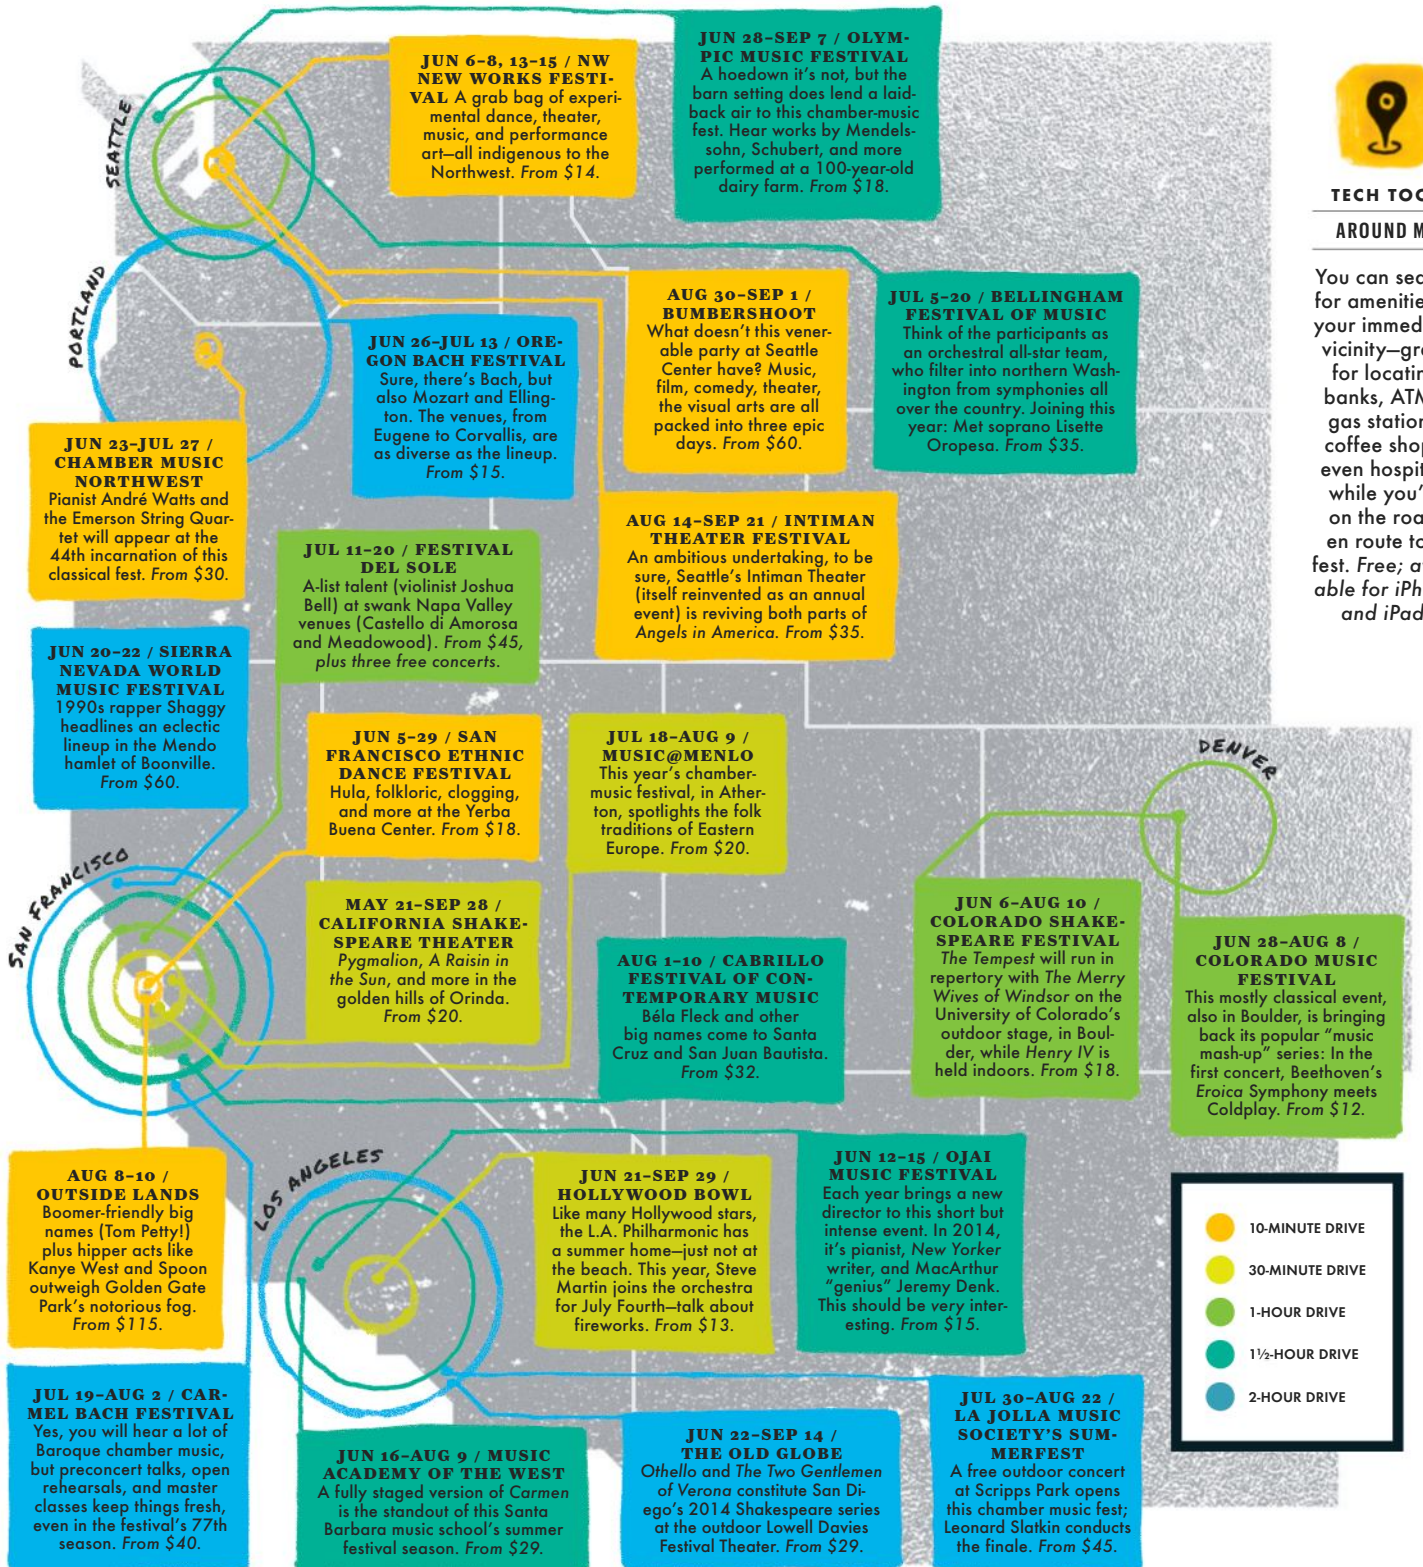 SEATTLE
JUN 6–8, 13–15 / NW
NEW WORKS FESTI-
VAL A grab bag of experi-
mental dance, theater,
music, and performance
art—all indigenous to the
Northwest. From $14.
JUN 28–SEP 7 / OLYM-
PIC MUSIC FESTIVAL
A hoedown it's not, but the
barn setting does lend a laid-
back air to this chamber-music
fest. Hear works by Mendels-
sohn, Schubert, and more
performed at a 100-year-old
dairy farm. From $18.
TECH TOO
AROUND M
You can sea
for amenities
your immed
vicinity—gre
for locatin
banks, ATM
gas station
coffee shop
even hospit
while you'
on the roa
en route to
fest. Free; av
able for iPh
and iPad
PORTLAND
JUN 26–JUL 13 / ORE-
GON BACH FESTIVAL
Sure, there's Bach, but
also Mozart and Elling-
ton. The venues, from
Eugene to Corvallis, are
as diverse as the lineup.
From $15.
AUG 30–SEP 1 /
BUMBERSHOOT
What doesn't this vener-
able party at Seattle
Center have? Music,
film, comedy, theater,
the visual arts are all
packed into three epic
days. From $60.
JUL 5–20 / BELLINGHAM
FESTIVAL OF MUSIC
Think of the participants as
an orchestral all-star team,
who filter into northern Wash-
ington from symphonies all
over the country. Joining this
year: Met soprano Lisette
Oropesa. From $35.
JUN 23–JUL 27 /
CHAMBER MUSIC
NORTHWEST
Pianist André Watts and
the Emerson String Quar-
tet will appear at the
44th incarnation of this
classical fest. From $30.
JUL 11–20 / FESTIVAL
DEL SOLE
A-list talent (violinist Joshua
Bell) at swank Napa Valley
venues (Castello di Amorosa
and Meadowood). From $45,
plus three free concerts.
AUG 14–SEP 21 / INTIMAN
THEATER FESTIVAL
An ambitious undertaking, to be
sure, Seattle's Intiman Theater
(itself reinvented as an annual
event) is reviving both parts of
Angels in America. From $35.
JUN 20–22 / SIERRA
NEVADA WORLD
MUSIC FESTIVAL
1990s rapper Shaggy
headlines an eclectic
lineup in the Mendo
hamlet of Boonville.
From $60.
JUN 5–29 / SAN
FRANCISCO ETHNIC
DANCE FESTIVAL
Hula, folkloric, clogging,
and more at the Yerba
Buena Center. From $18.
JUL 18–AUG 9 /
MUSIC@MENLO
This year's chamber-
music festival, in Ather-
ton, spotlights the folk
traditions of Eastern
Europe. From $20.
DENVER
SAN FRANCISCO
MAY 21–SEP 28 /
CALIFORNIA SHAKE-
SPEARE THEATER
Pygmalion, A Raisin in
the Sun, and more in the
golden hills of Orinda.
From $20.
AUG 1–10 / CABRILLO
FESTIVAL OF CON-
TEMPORARY MUSIC
Béla Fleck and other
big names come to Santa
Cruz and San Juan Bautista.
From $32.
JUN 6–AUG 10 /
COLORADO SHAKE-
SPEARE FESTIVAL
The Tempest will run in
repertory with The Merry
Wives of Windsor on the
University of Colorado's
outdoor stage, in Boul-
der, while Henry IV is
held indoors. From $18.
JUN 28–AUG 8 /
COLORADO MUSIC
FESTIVAL
This mostly classical event,
also in Boulder, is bringing
back its popular "music
mash-up" series: In the
first concert, Beethoven's
Eroica Symphony meets
Coldplay. From $12.
AUG 8–10 /
OUTSIDE LANDS
Boomer-friendly big
names (Tom Petty!)
plus hipper acts like
Kanye West and Spoon
outweigh Golden Gate
Park's notorious fog.
From $115.
LOS ANGELES
JUN 21–SEP 29 /
HOLLYWOOD BOWL
Like many Hollywood stars,
the L.A. Philharmonic has
a summer home—just not at
the beach. This year, Steve
Martin joins the orchestra
for July Fourth—talk about
fireworks. From $13.
JUN 12–15 / OJAI
MUSIC FESTIVAL
Each year brings a new
director to this short but
intense event. In 2014,
it's pianist, New Yorker
writer, and MacArthur
"genius" Jeremy Denk.
This should be very inter-
esting. From $15.
10-MINUTE DRIVE
30-MINUTE DRIVE
1-HOUR DRIVE
1½-HOUR DRIVE
2-HOUR DRIVE
JUL 19–AUG 2 / CAR-
MEL BACH FESTIVAL
Yes, you will hear a lot of
Baroque chamber music,
but preconcert talks, open
rehearsals, and master
classes keep things fresh,
even in the festival's 77th
season. From $40.
JUN 16–AUG 9 / MUSIC
ACADEMY OF THE WEST
A fully staged version of Carmen
is the standout of this Santa
Barbara music school's summer
festival season. From $29.
JUN 22–SEP 14 /
THE OLD GLOBE
Othello and The Two Gentlemen
of Verona constitute San Di-
ego's 2014 Shakespeare series
at the outdoor Lowell Davies
Festival Theater. From $29.
JUL 30–AUG 22 /
LA JOLLA MUSIC
SOCIETY'S SUM-
MERFEST
A free outdoor concert
at Scripps Park opens
this chamber music fest;
Leonard Slatkin conducts
the finale. From $45.